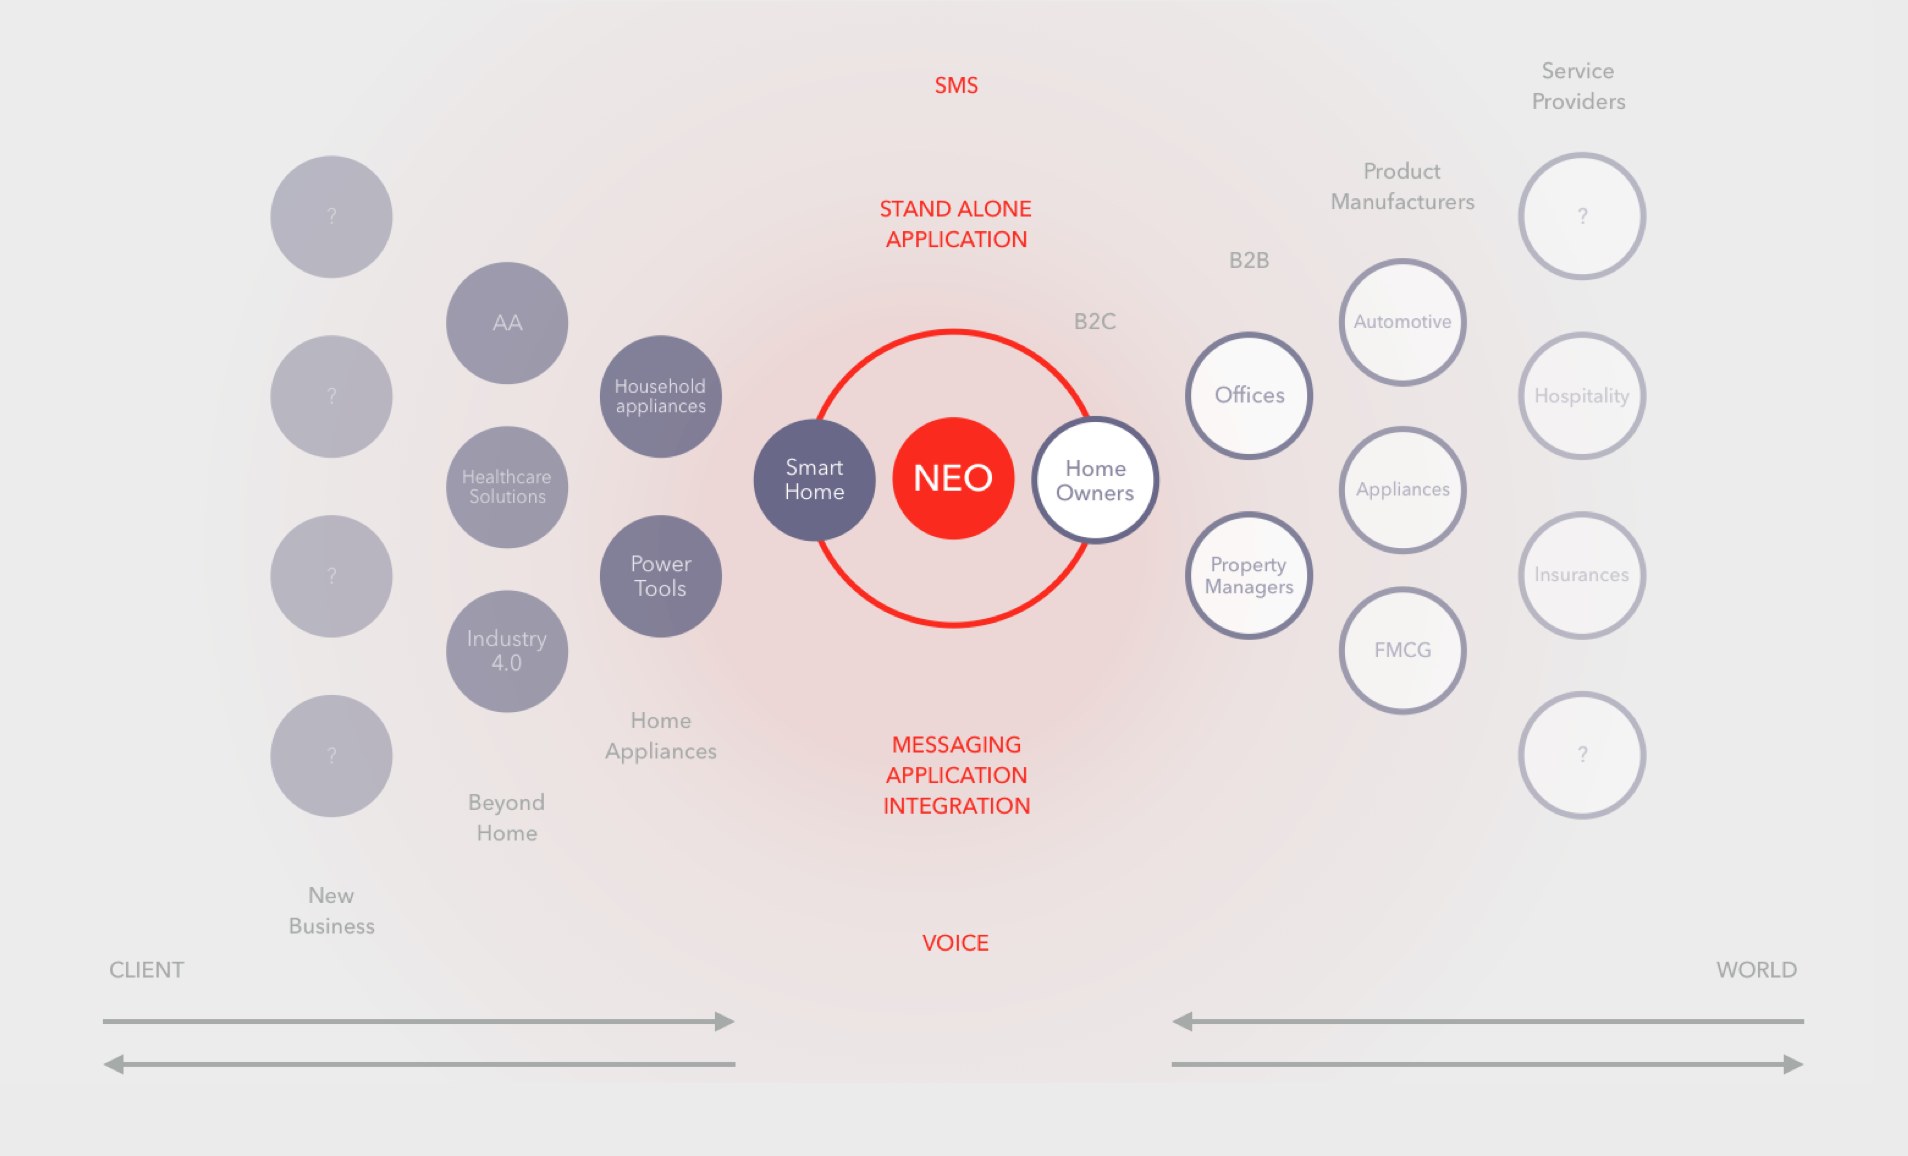 SMS
STAND ALONE
APPLICATION
MESSAGING
APPLICATION
INTEGRATION
VOICE
?
?
?
?
New
Business
AA
Healthcare
Solutions
Industry
4.0
Beyond
Home
Household
appliances
Power
Tools
Home
Appliances
Smart
Home
NEO
B2C
Home
Owners
B2B
Offices
Property
Managers
Product
Manufacturers
Automotive
Appliances
FMCG
Service
Providers
?
Hospitality
Insurances
?
CLIENT
WORLD